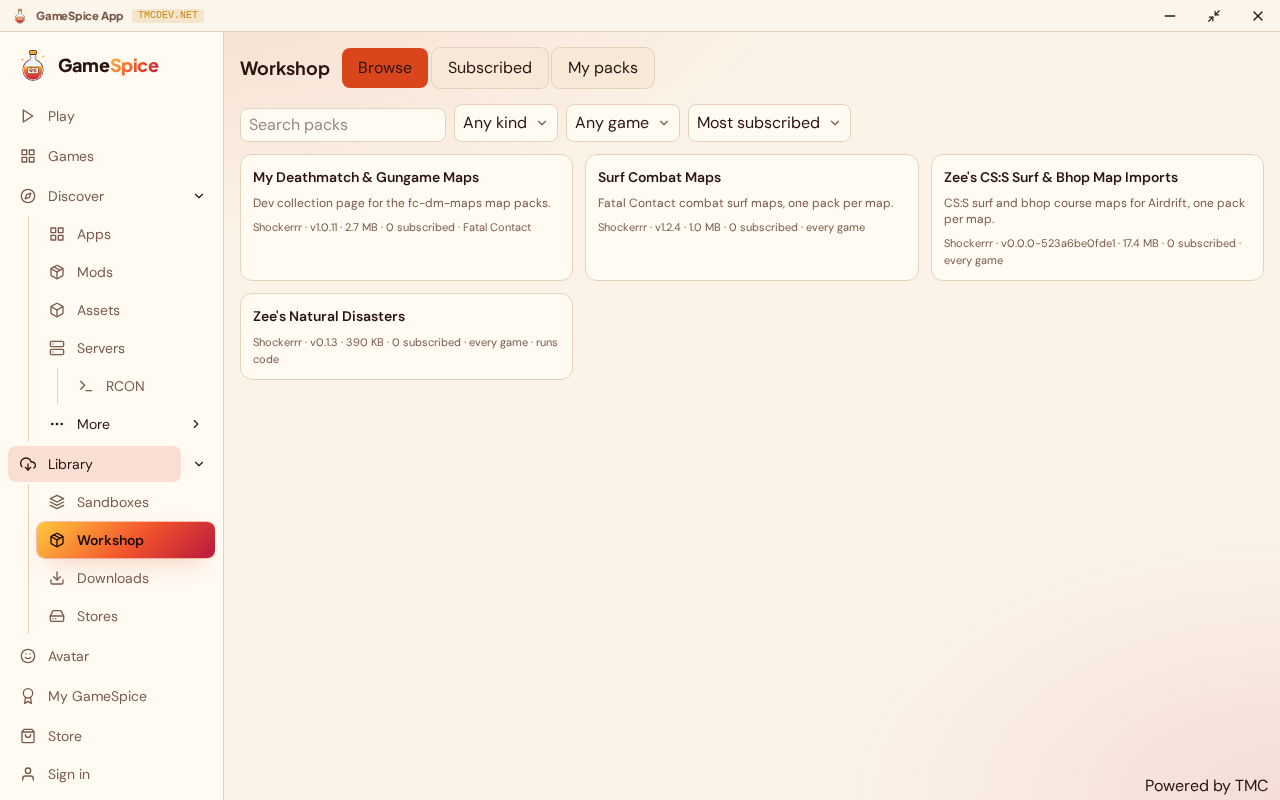 GameSpice App TMCDEV.NET
GameSpice
Play
Games
Discover
Apps
Mods
Assets
Servers
RCON
More
Library
Sandboxes
Workshop
Downloads
Stores
Avatar
My GameSpice
Store
Sign in
Workshop Browse Subscribed My packs
Search packs Any kind Any game Most subscribed
My Deathmatch & Gungame Maps
Dev collection page for the fc-dm-maps map packs.
Shockerrr · v1.0.11 · 2.7 MB · 0 subscribed · Fatal Contact
Surf Combat Maps
Fatal Contact combat surf maps, one pack per map.
Shockerrr · v1.2.4 · 1.0 MB · 0 subscribed · every game
Zee's CS:S Surf & Bhop Map Imports
CS:S surf and bhop course maps for Airdrift, one pack
per map.
Shockerrr · v0.0.0-523a6be0fde1 · 17.4 MB · 0 subscribed ·
every game
Zee's Natural Disasters
Shockerrr · v0.1.3 · 390 KB · 0 subscribed · every game · runs
code
Powered by TMC